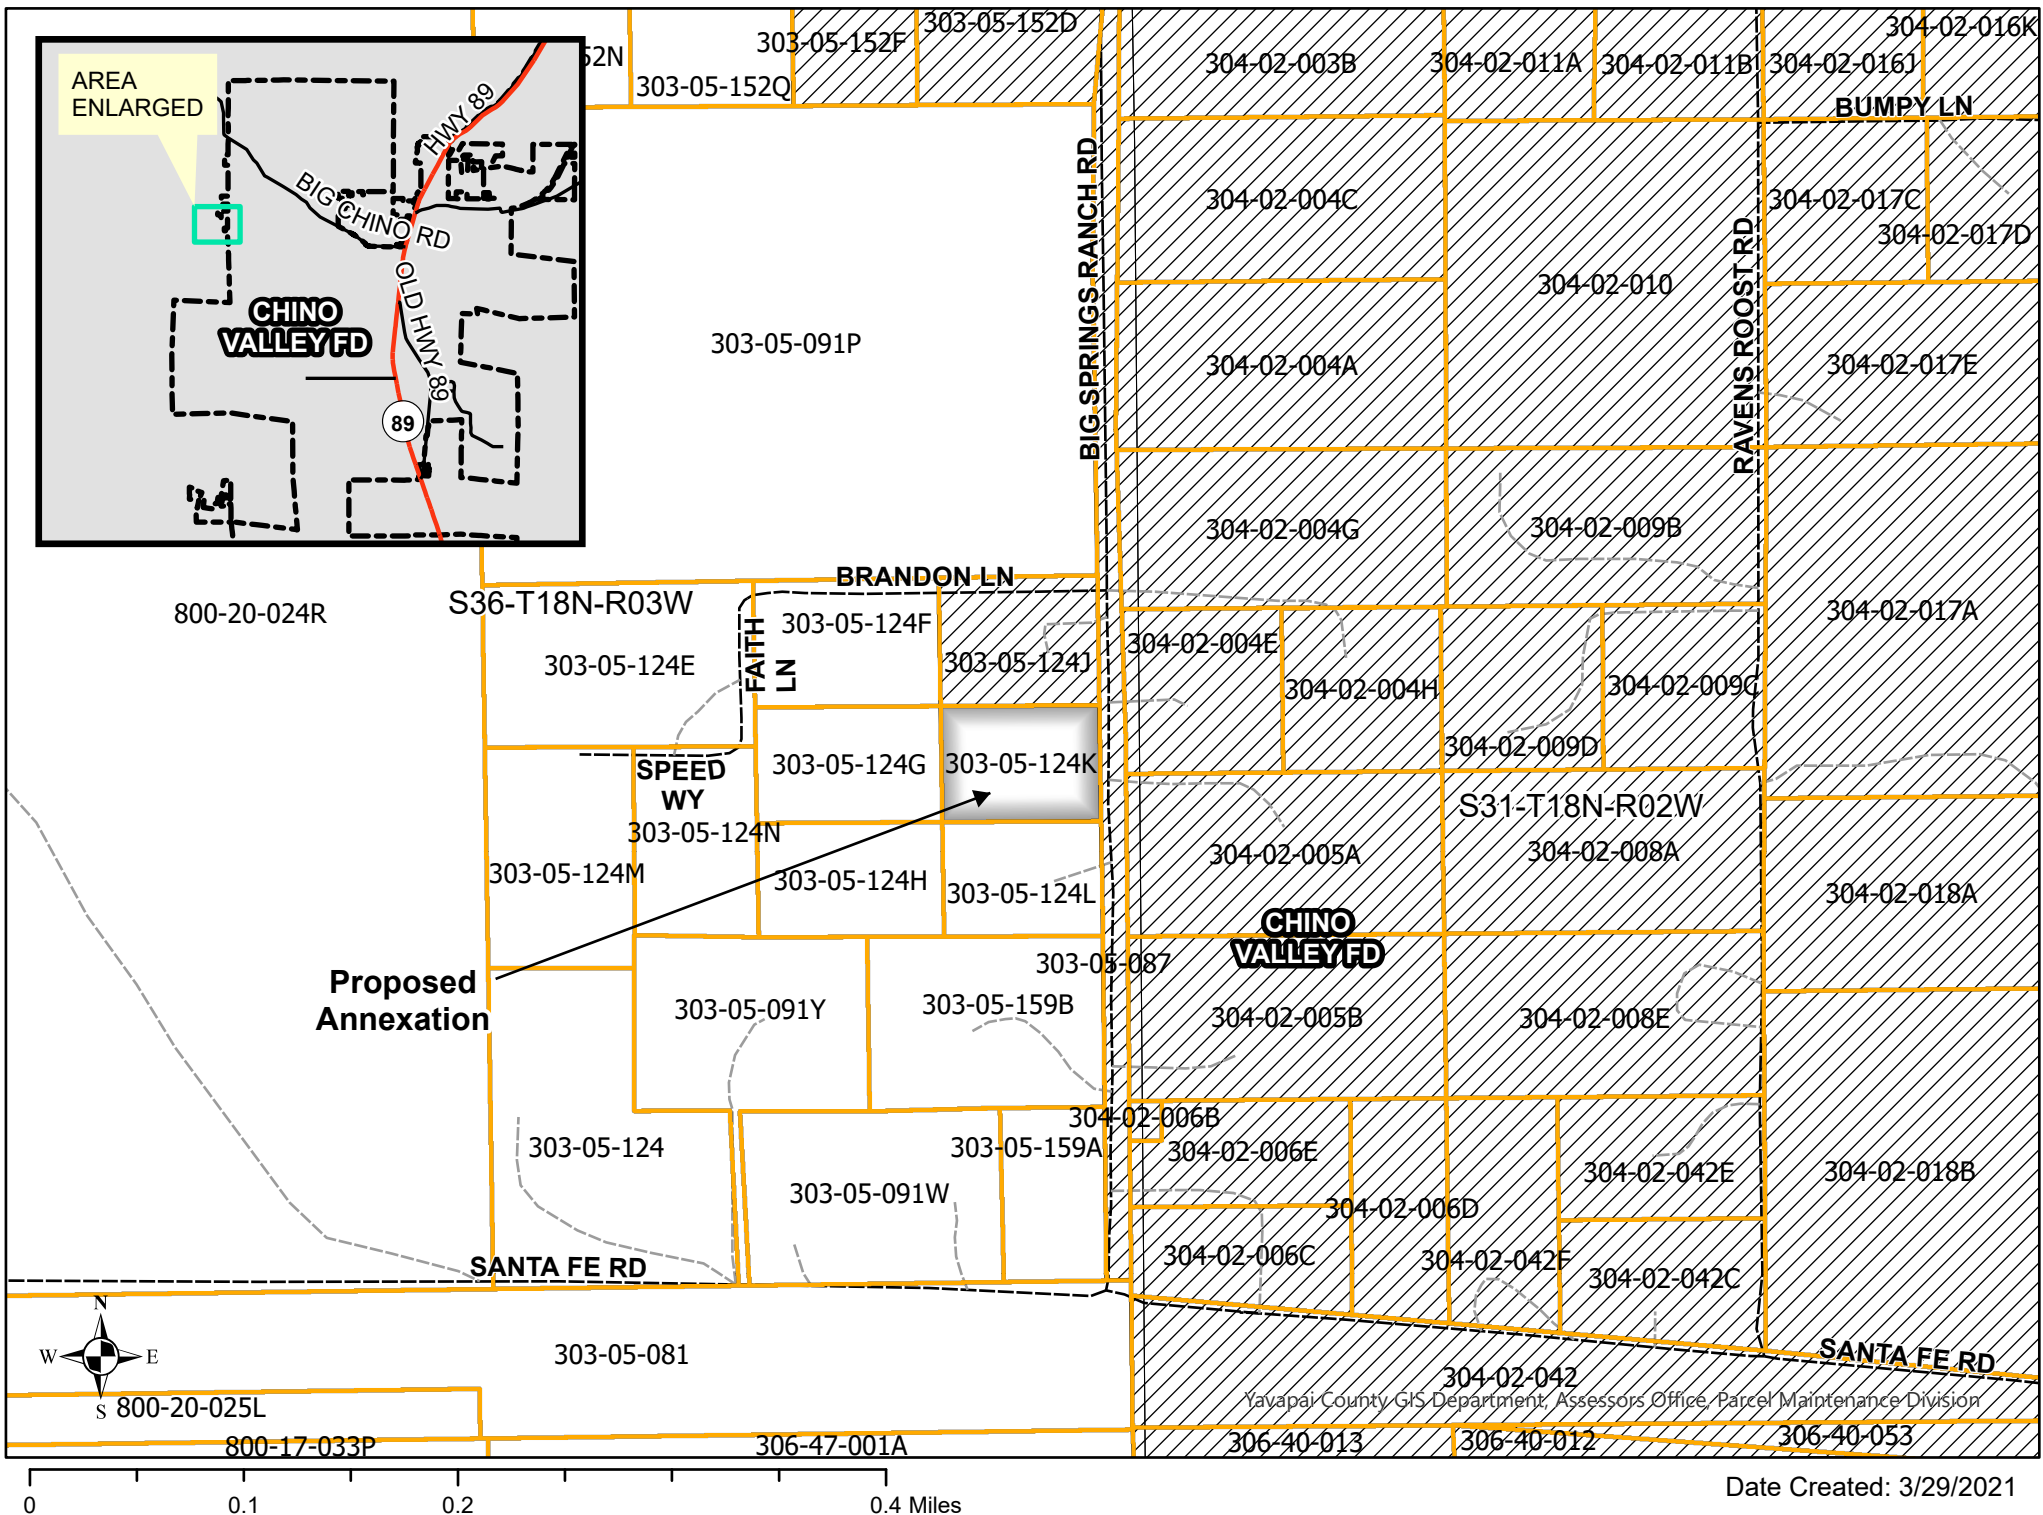 303-05-152D
304-02-016K
303-05-152F
52N
303-05-152Q
304-02-003B
304-02-011A
304-02-011B
304-02-016J
BUMPY LN
AREA
ENLARGED
HWY 89
BIG CHINO RD
OLD HWY 89
CHINO
VALLEY FD
89
BIG SPRINGS RANCH RD
RAVENS ROOST RD
304-02-004C
304-02-017C
304-02-017D
304-02-010
303-05-091P
304-02-004A
304-02-017E
304-02-004G
304-02-009B
BRANDON LN
800-20-024R
S36-T18N-R03W
303-05-124F
304-02-017A
FAITH
LN
303-05-124E
303-05-124J
304-02-004E
304-02-004H
304-02-009C
304-02-009D
303-05-124G
303-05-124K
SPEED
WY
303-05-124N
S31-T18N-R02W
304-02-005A
304-02-008A
303-05-124M
303-05-124H
303-05-124L
304-02-018A
CHINO
VALLEY FD
303-05-087
Proposed
Annexation
303-05-091Y
303-05-159B
304-02-005B
304-02-008E
304-02-006B
303-05-124
303-05-159A
304-02-006E
304-02-042E
304-02-018B
303-05-091W
304-02-006D
304-02-006C
304-02-042F
304-02-042C
SANTA FE RD
N
W
E
S
303-05-081
SANTA FE RD
304-02-042
Yavapai County GIS Department, Assessors Office, Parcel Maintenance Division
800-20-025L
800-17-033P
306-47-001A
306-40-013
306-40-012
306-40-053
0
0.1
0.2
0.4 Miles
Date Created: 3/29/2021